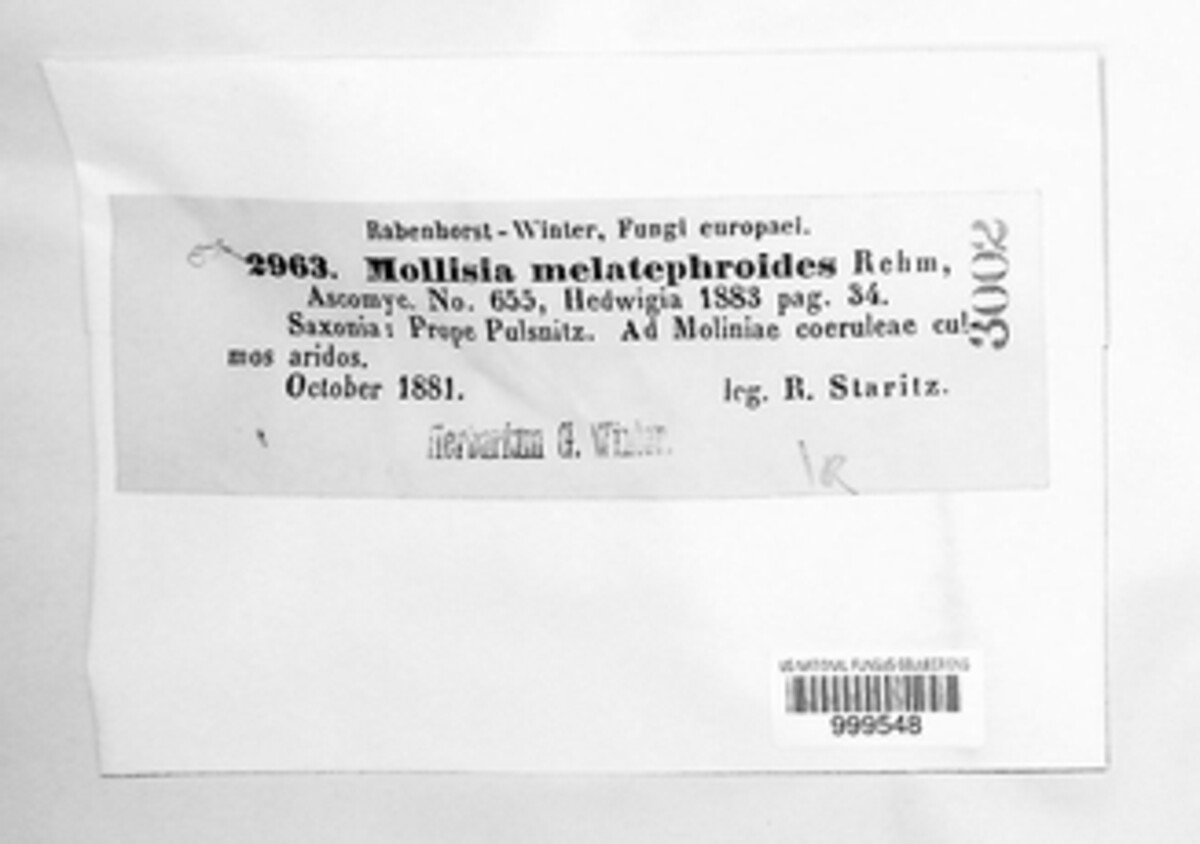 Rabenhorst-Winter, Fungi europaei.
2963. Mollisia melatephroides Rehm,
Ascomyc. No. 655, Hedwigia 1883 pag. 34.
Saxonia: Prope Pulsnitz. Ad Moliniae coeruleae cul-
mos aridos.
October 1881. leg. R. Staritz.
Herbarium G. Winter.
3002
US NATIONAL FUNGUS COLLECTIONS
999548